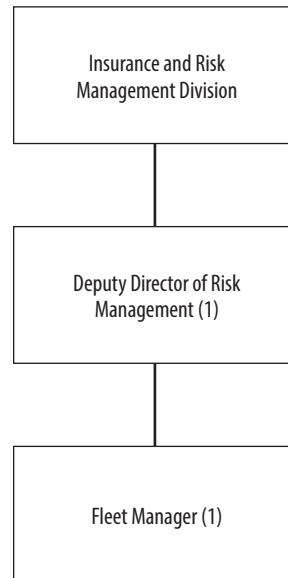 Insurance and Risk
Management Division
Deputy Director of Risk
Management (1)
Fleet Manager (1)